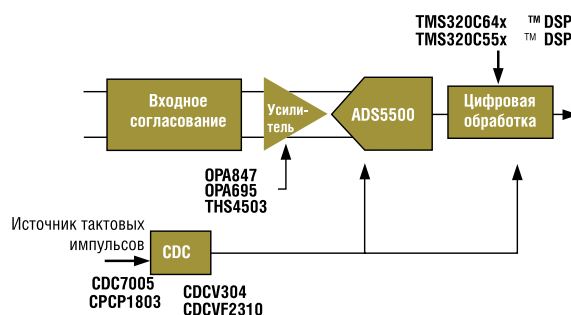 TMS320C64x ™ DSP
TMS320C55x ™ DSP
Входное
согласование
Усили-
тель
ADS5500
Цифровая
обработка
OPA847
OPA695
THS4503
Источник тактовых
импульсов
CDC
CDC7005
CPCP1803
CDCV304
CDCVF2310